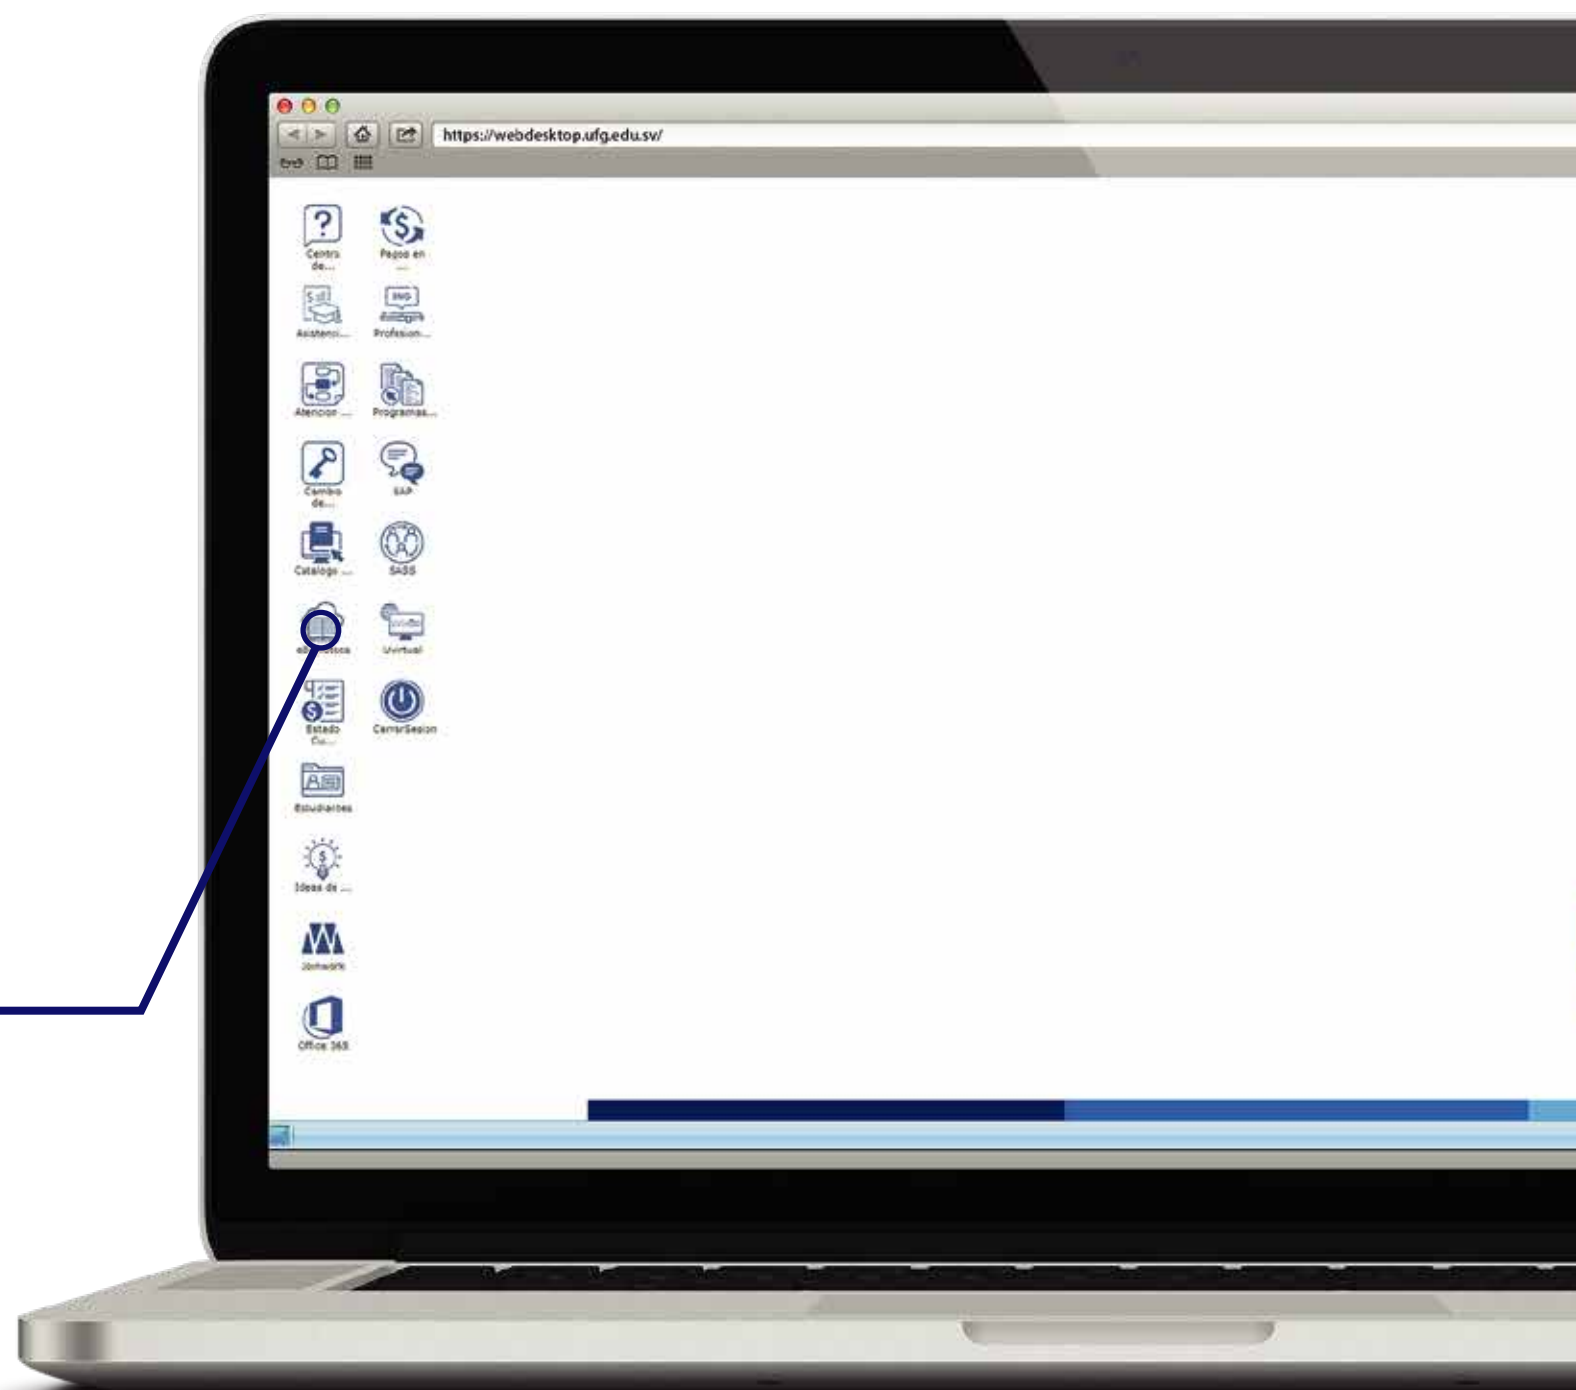 https://webdesktop.ufg.edu.sv/
Centro
de...
Pagos en
...
Asistenci...
ING
Profesion...
Atencion ...
Programas...
Cambio
de...
SAP
Catalogo ...
SASS
Uvirtual
Estado
Cu...
CerrarSesion
Estudiantes
Ideas de ...
Office 365